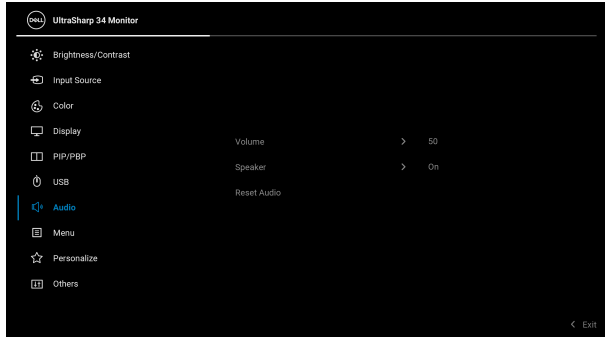 DELL UltraSharp 34 Monitor
Brightness/Contrast
Input Source
Color
Display
PIP/PBP
USB
Audio
Menu
Personalize
Others
Volume > 50
Speaker > On
Reset Audio
< Exit